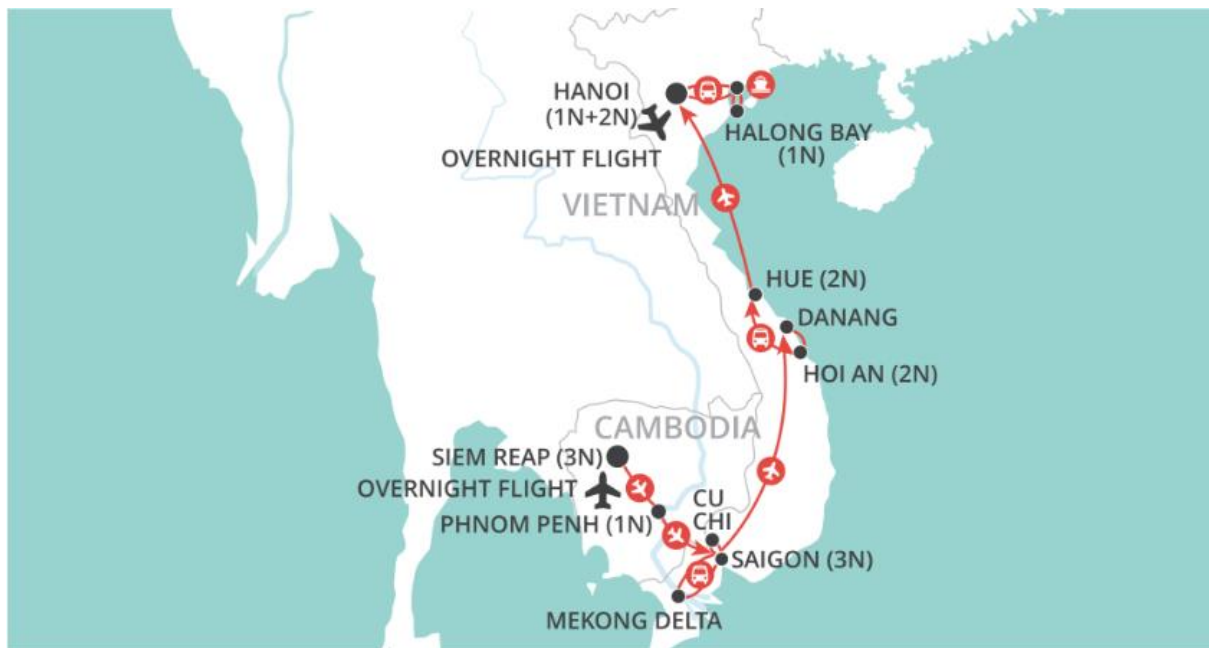 HANOI
(1N+2N)
OVERNIGHT FLIGHT
HALONG BAY
(1N)
VIETNAM
HUE (2N)
DANANG
HOI AN (2N)
CAMBODIA
SIEM REAP (3N)
OVERNIGHT FLIGHT
PHNOM PENH (1N)
CU
CHI
SAIGON (3N)
MEKONG DELTA